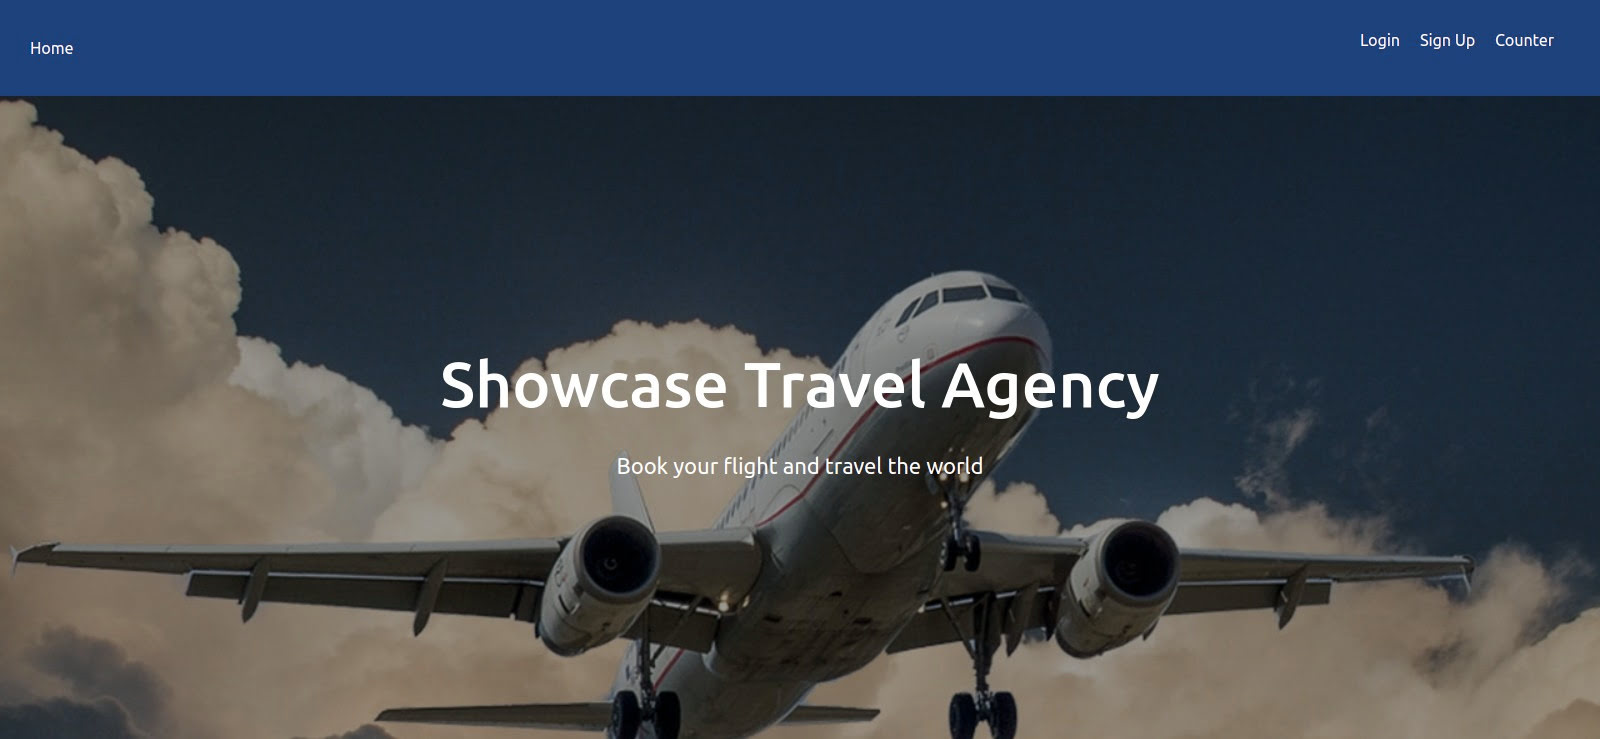 Home
Login Sign Up Counter
Showcase Travel Agency
Book your flight and travel the world